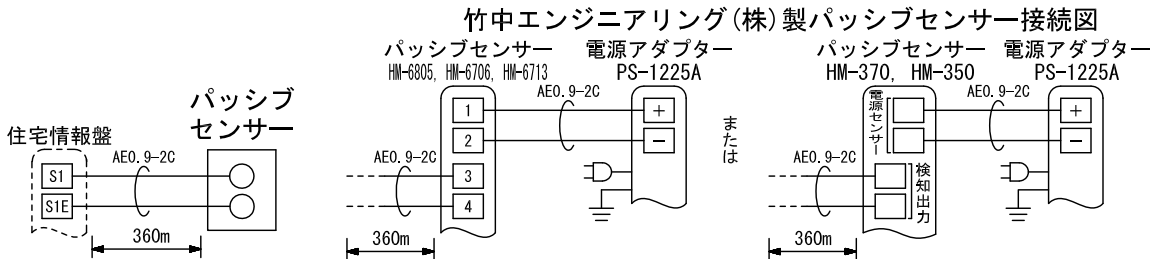 竹中エンジニアリング(株)製パッシブセンサー接続図
パッシブ
センサー
住宅情報盤
S1
S1E
AE0.9-2C
360m
パッシブセンサー
HM-6805, HM-6706, HM-6713
電源アダプター
PS-1225A
AE0.9-2C
1
2
3
4
+
−
AE0.9-2C
360m
または
パッシブセンサー
HM-370, HM-350
電源アダプター
PS-1225A
電源センサー
AE0.9-2C
+
−
AE0.9-2C
検知出力
360m